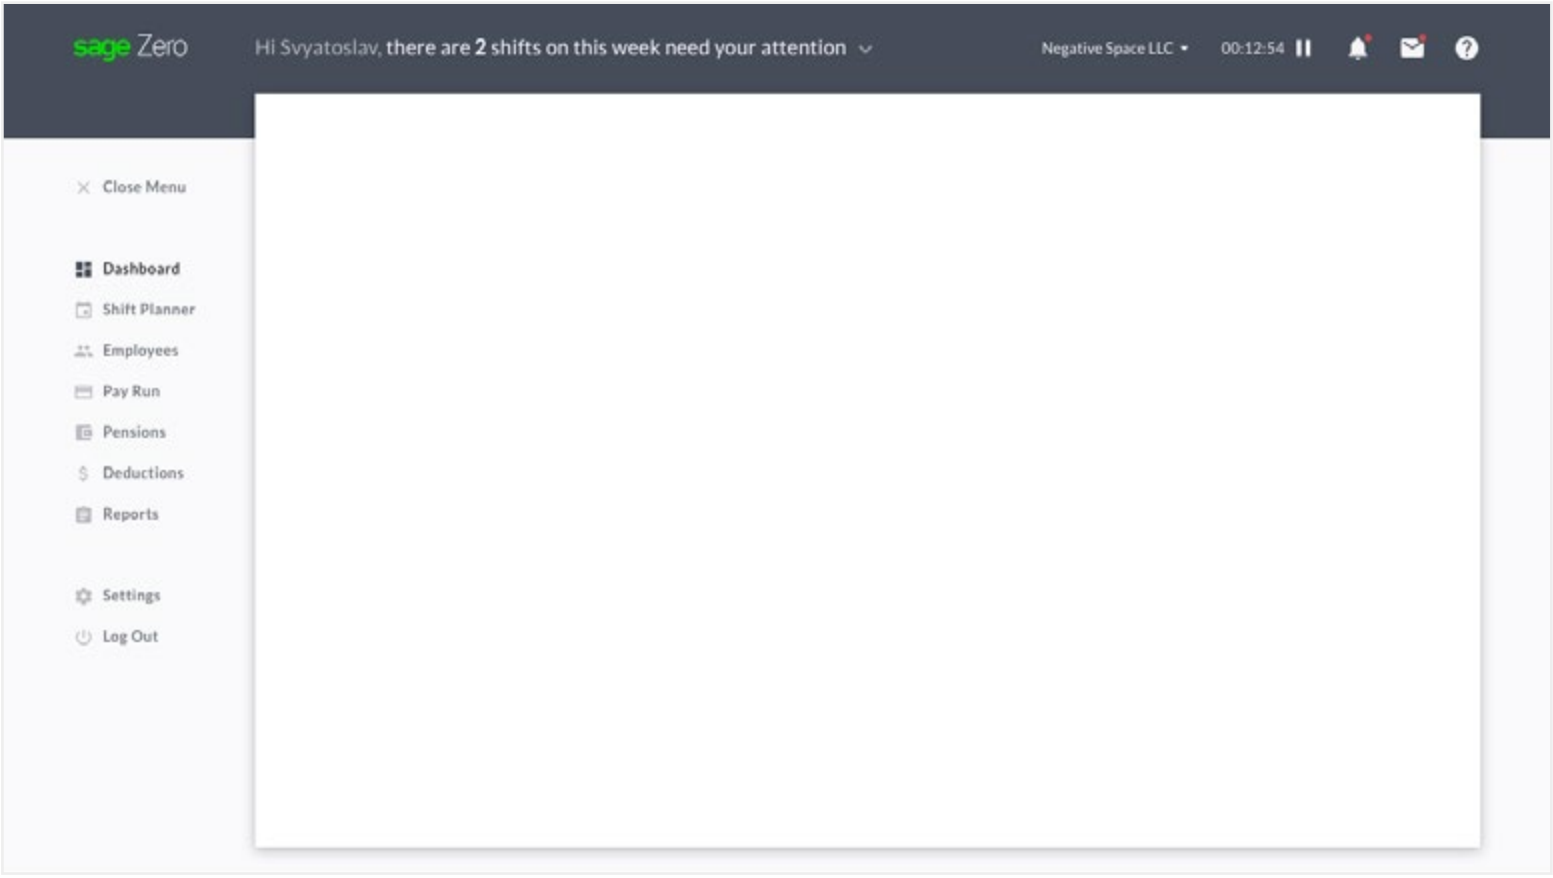 sage Zero
Hi Svyatoslav, there are 2 shifts on this week need your attention
Negative Space LLC
00:12:54
Close Menu
Dashboard
Shift Planner
Employees
Pay Run
Pensions
Deductions
Reports
Settings
Log Out